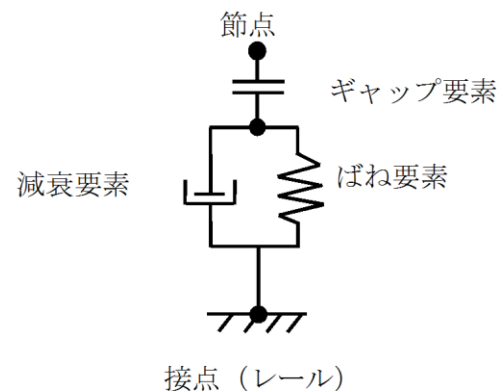 節点
ギャップ要素
減衰要素
ばね要素
接点（レール）